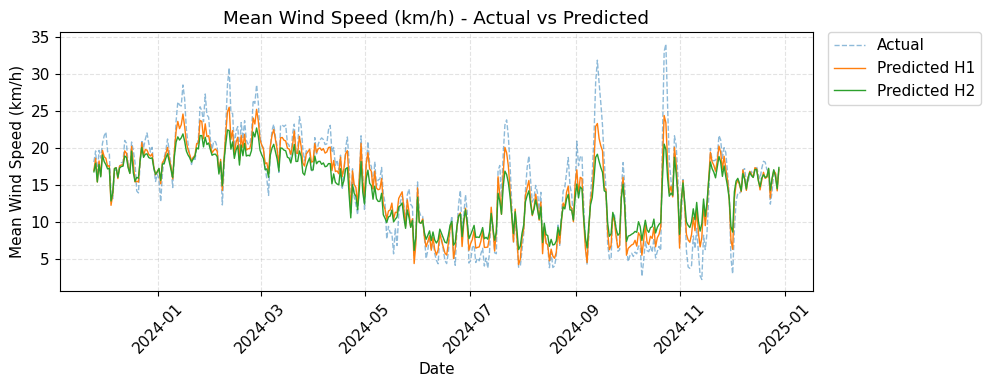 Mean Wind Speed (km/h) - Actual vs Predicted
Mean Wind Speed (km/h)
35
30
25
20
15
10
5
2024-01
2024-03
2024-05
2024-07
2024-09
2024-11
2025-01
Date
Actual
Predicted H1
Predicted H2